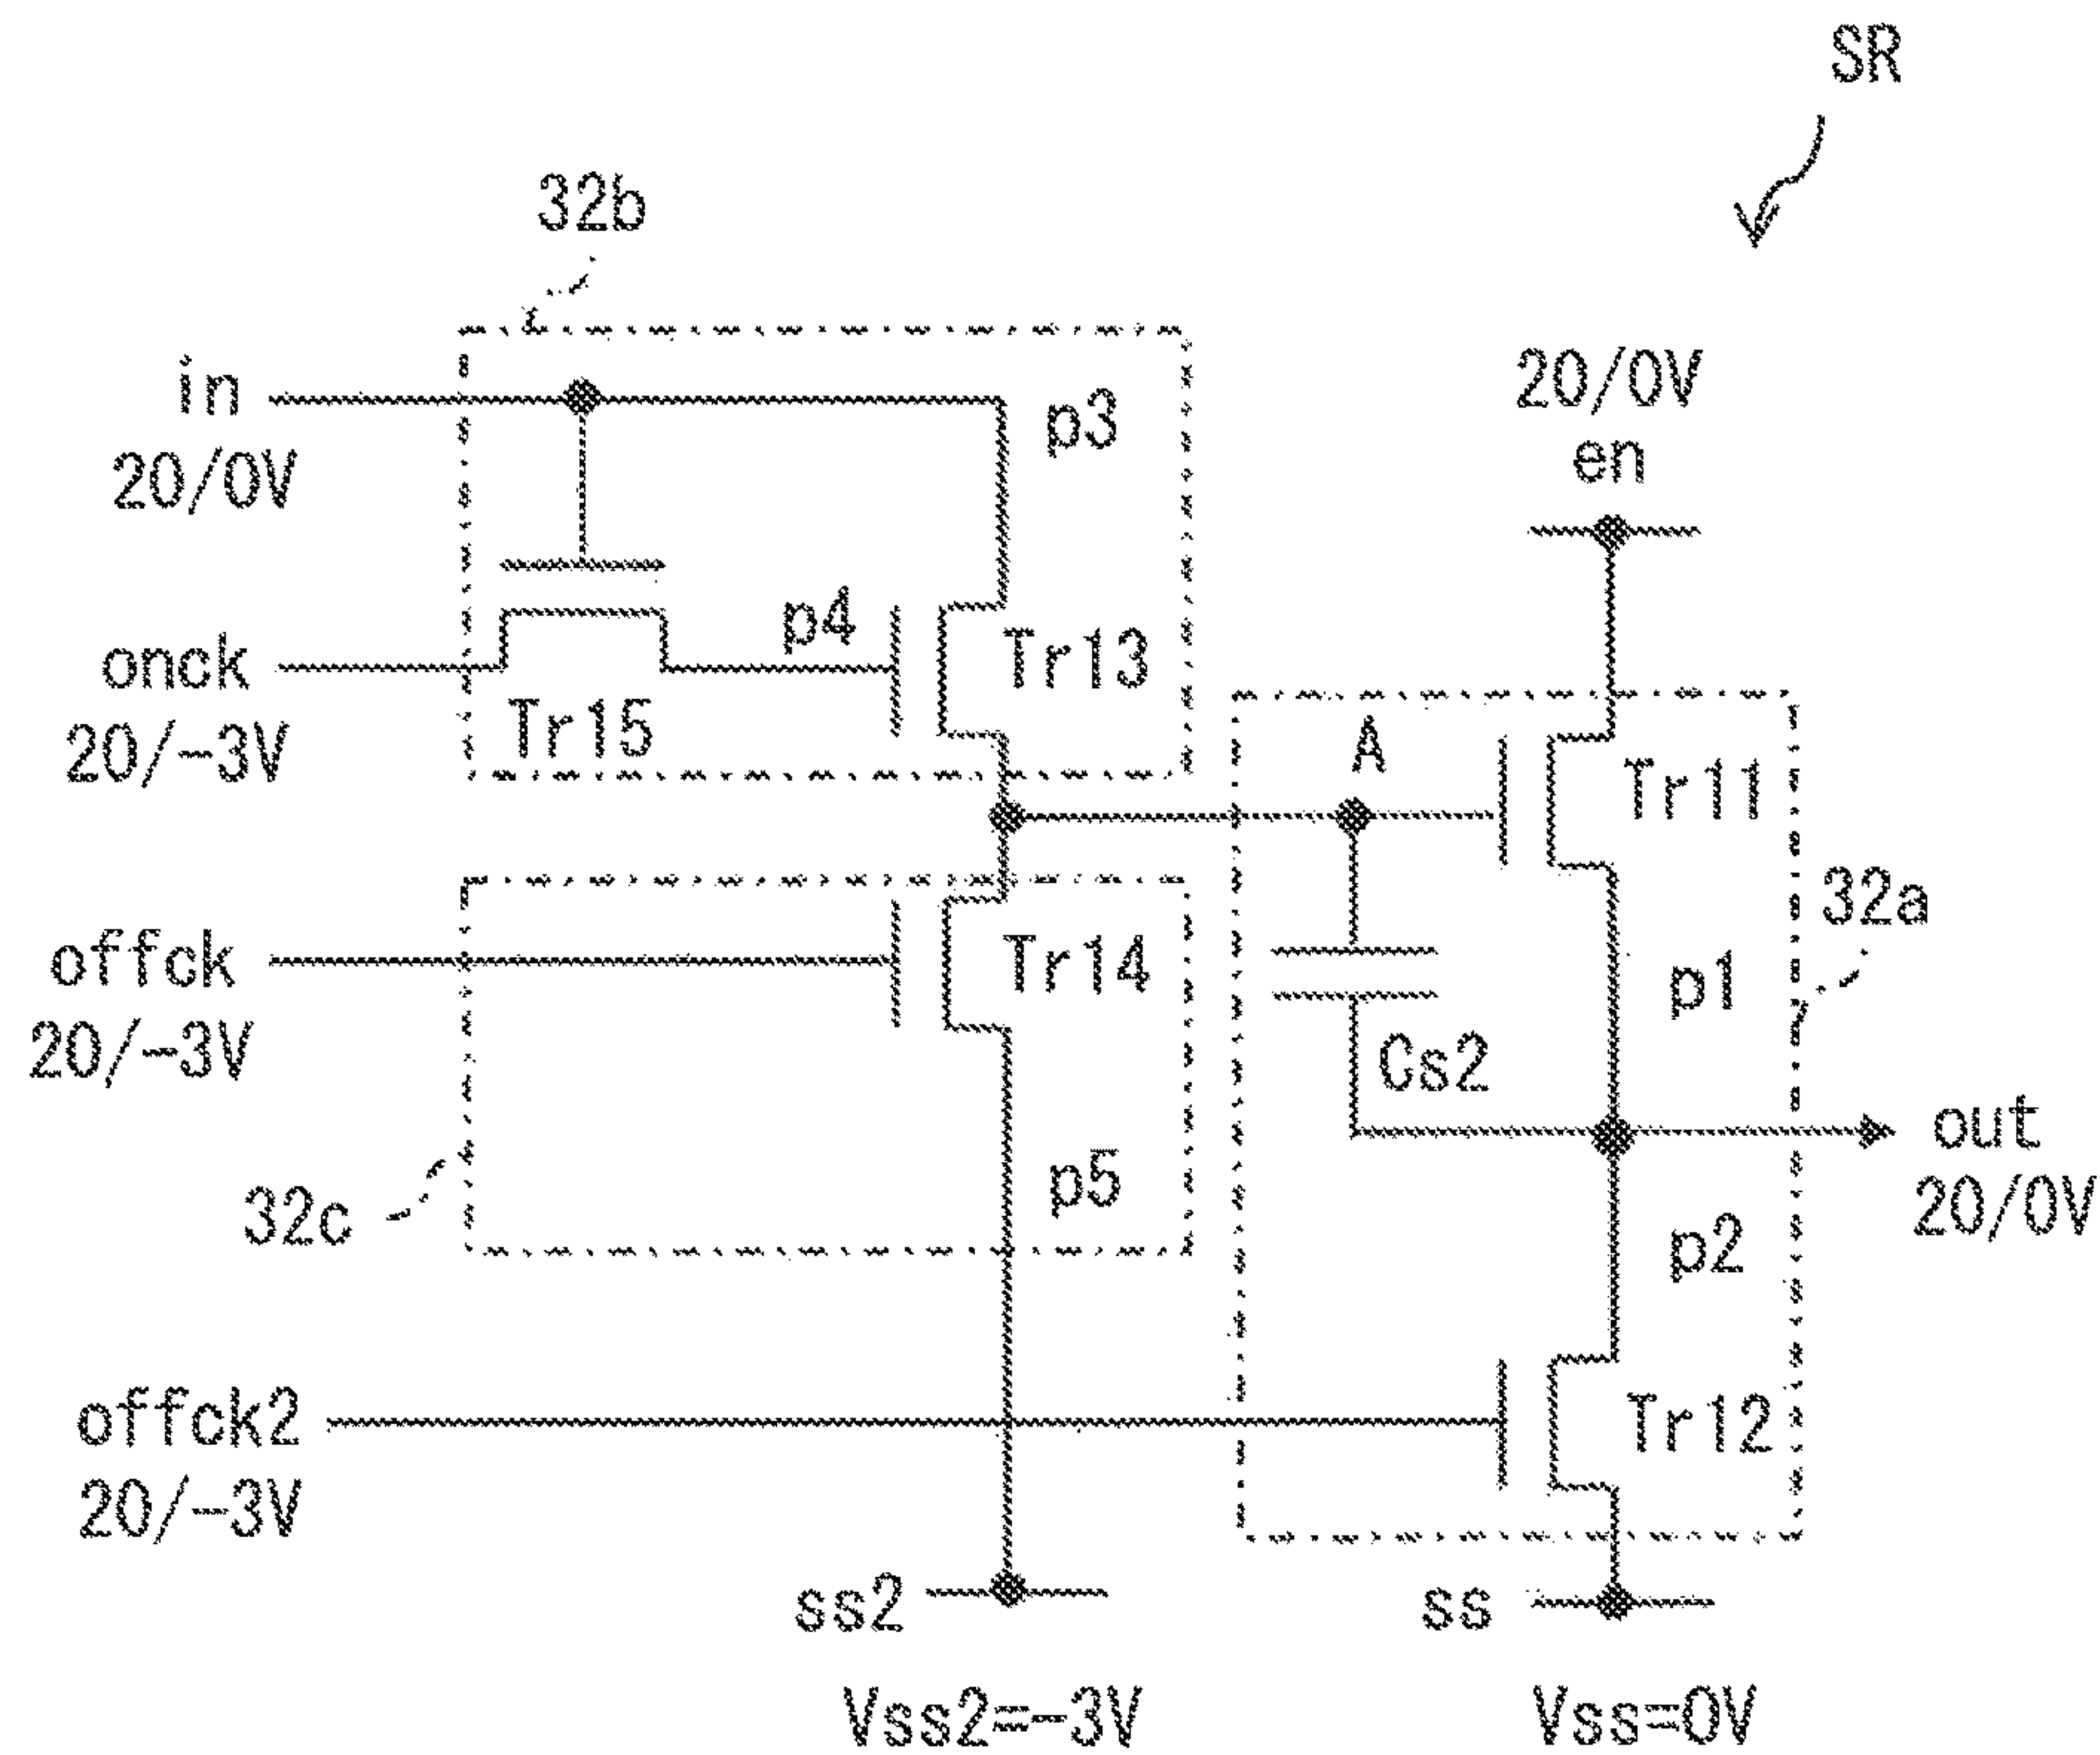 SR
32b
in
20/0V
p3
20/0V
en
p4
Tr13
onck
20/-3V
Tr15
A
Tr11
32a
offck
20/-3V
Tr14
p1
Cs2
out
20/0V
p5
32c
p2
offck2
20/-3V
Tr12
ss2
ss
Vss2=-3V
Vss=0V